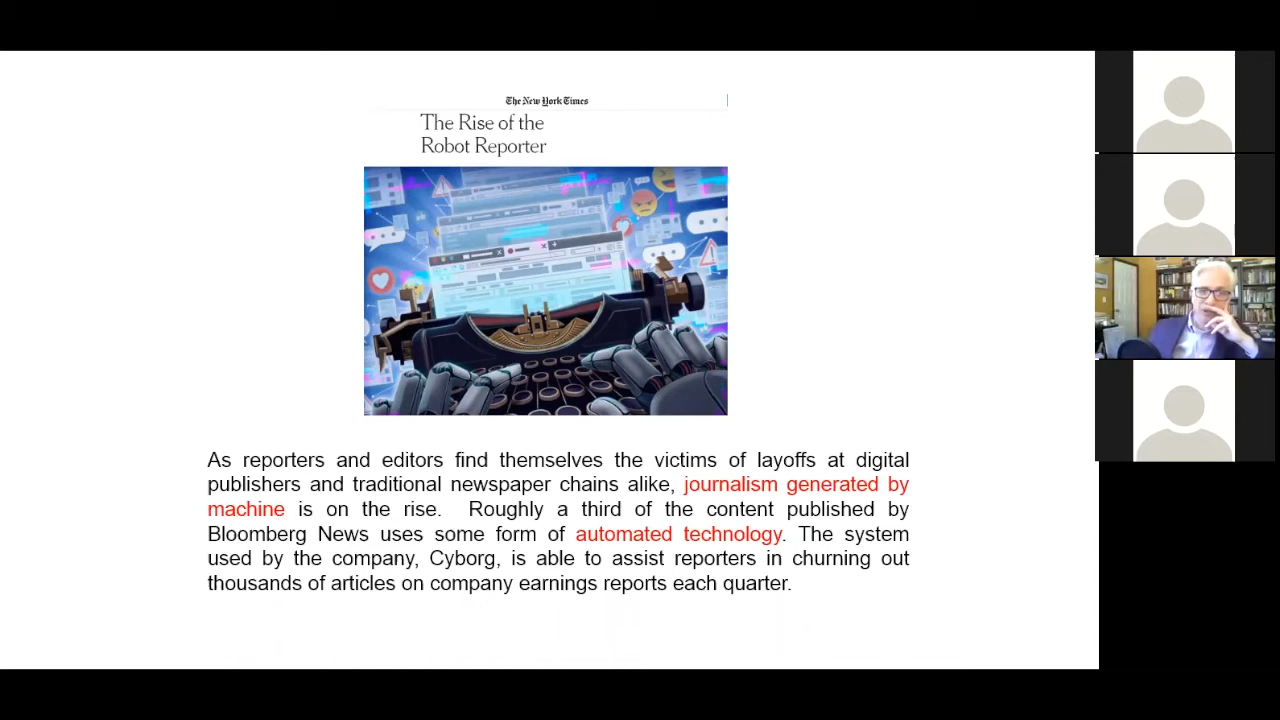 The New York Times
The Rise of the
Robot Reporter
As reporters and editors find themselves the victims of layoffs at digital
publishers and traditional newspaper chains alike, journalism generated by
machine is on the rise. Roughly a third of the content published by
Bloomberg News uses some form of automated technology. The system
used by the company, Cyborg, is able to assist reporters in churning out
thousands of articles on company earnings reports each quarter.